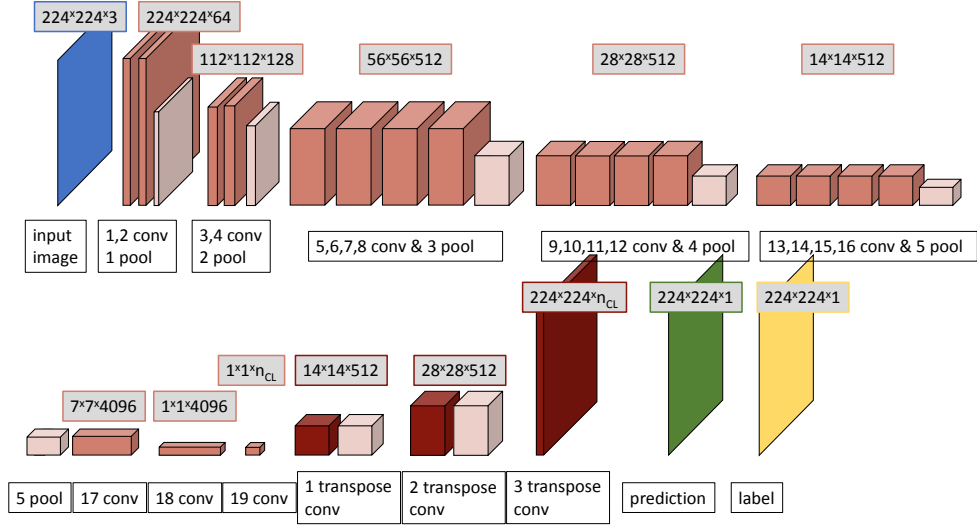 224×224×3
224×224×64
112×112×128
56×56×512
28×28×512
14×14×512
input
image
1,2 conv
1 pool
3,4 conv
2 pool
5,6,7,8 conv & 3 pool
9,10,11,12 conv & 4 pool
13,14,15,16 conv & 5 pool
224×224×n_CL
224×224×1
224×224×1
1×1×n_CL
14×14×512
28×28×512
7×7×4096
1×1×4096
5 pool
17 conv
18 conv
19 conv
1 transpose
conv
2 transpose
conv
3 transpose
conv
prediction
label